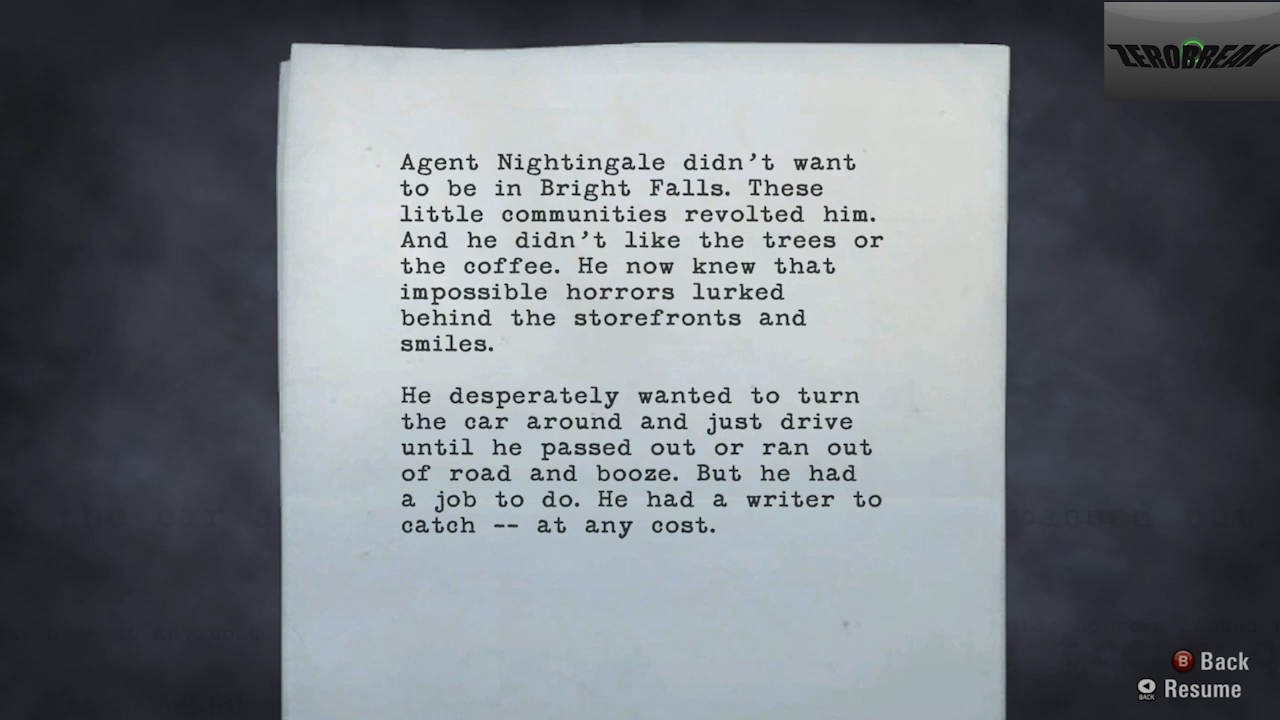 ZEROBREAK
Agent Nightingale didn't want
to be in Bright Falls. These
little communities revolted him.
And he didn't like the trees or
the coffee. He now knew that
impossible horrors lurked
behind the storefronts and
smiles.
He desperately wanted to turn
the car around and just drive
until he passed out or ran out
of road and booze. But he had
a job to do. He had a writer to
catch -- at any cost.
B Back
BACK Resume